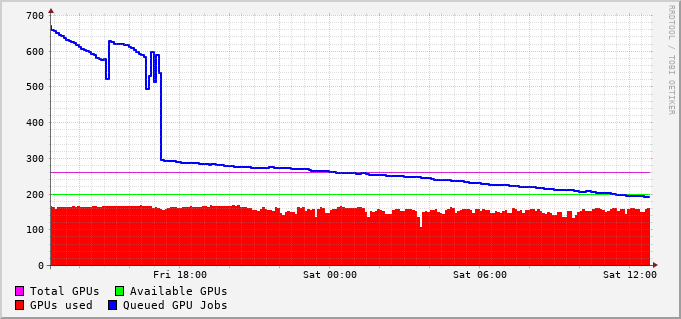 700
600
500
400
300
200
100
0
Fri 18:00 Sat 00:00 Sat 06:00 Sat 12:00
Total GPUs Available GPUs
GPUs used Queued GPU Jobs
RRDTOOL / TOBI OETIKER